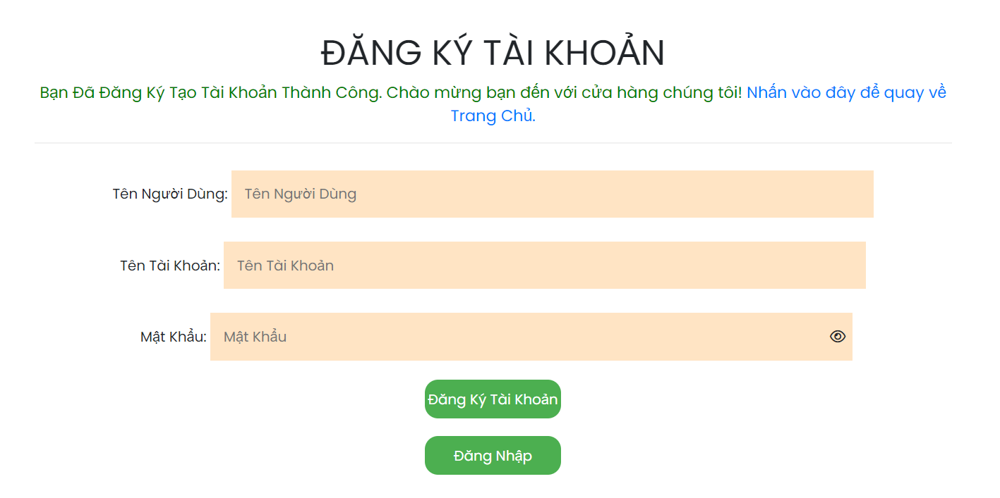 ĐĂNG KÝ TÀI KHOẢN
Bạn Đã Đăng Ký Tạo Tài Khoản Thành Công. Chào mừng bạn đến với cửa hàng chúng tôi! Nhấn vào đây để quay về
Trang Chủ.
Tên Người Dùng: Tên Người Dùng
Tên Tài Khoản: Tên Tài Khoản
Mật Khẩu: Mật Khẩu
Đăng Ký Tài Khoản
Đăng Nhập